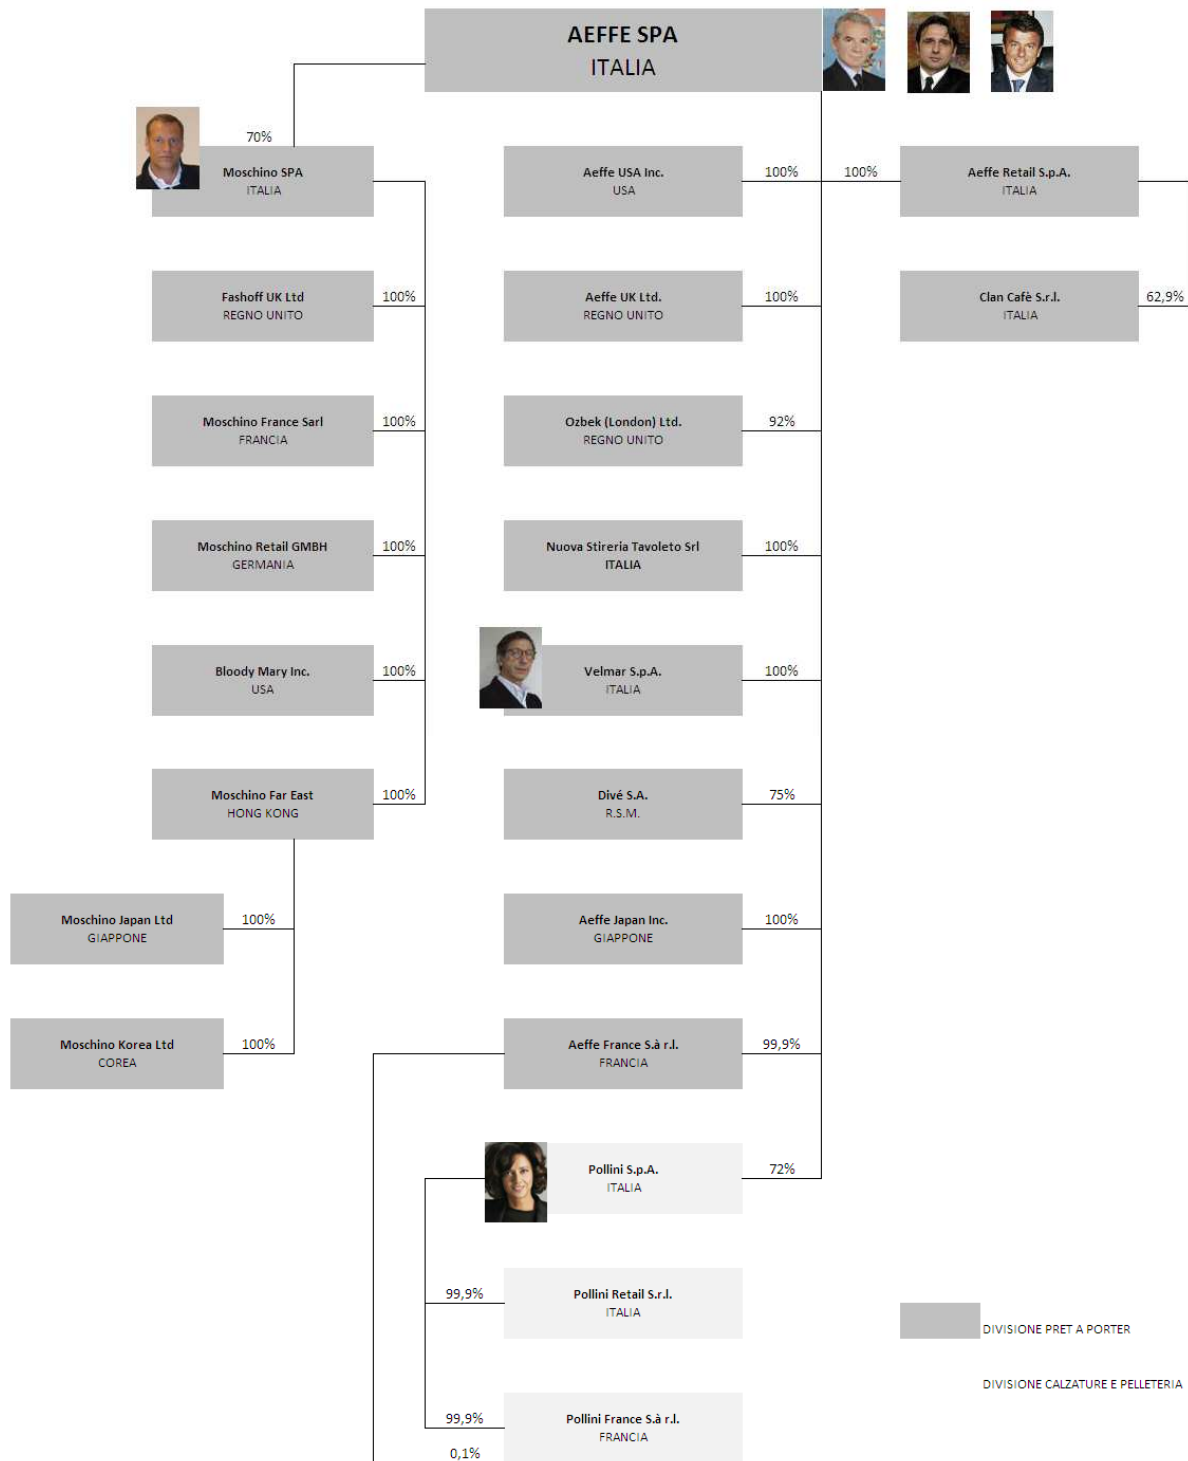 AEFFE SPA
ITALIA
70%
Moschino SPA
ITALIA
Aeffe USA Inc.
USA
100%
100%
Aeffe Retail S.p.A.
ITALIA
Fashoff UK Ltd
REGNO UNITO
100%
Aeffe UK Ltd.
REGNO UNITO
100%
Clan Cafè S.r.l.
ITALIA
62,9%
Moschino France Sarl
FRANCIA
100%
Ozbek (London) Ltd.
REGNO UNITO
92%
Moschino Retail GMBH
GERMANIA
100%
Nuova Stireria Tavoleto Srl
ITALIA
100%
Bloody Mary Inc.
USA
100%
Velmar S.p.A.
ITALIA
100%
Moschino Far East
HONG KONG
100%
Divé S.A.
R.S.M.
75%
Moschino Japan Ltd
GIAPPONE
100%
Aeffe Japan Inc.
GIAPPONE
100%
Moschino Korea Ltd
COREA
100%
Aeffe France S.à r.l.
FRANCIA
99,9%
Pollini S.p.A.
ITALIA
72%
99,9%
Pollini Retail S.r.l.
ITALIA
DIVISIONE PRET A PORTER
DIVISIONE CALZATURE E PELLETERIA
99,9%
Pollini France S.à r.l.
FRANCIA
0,1%